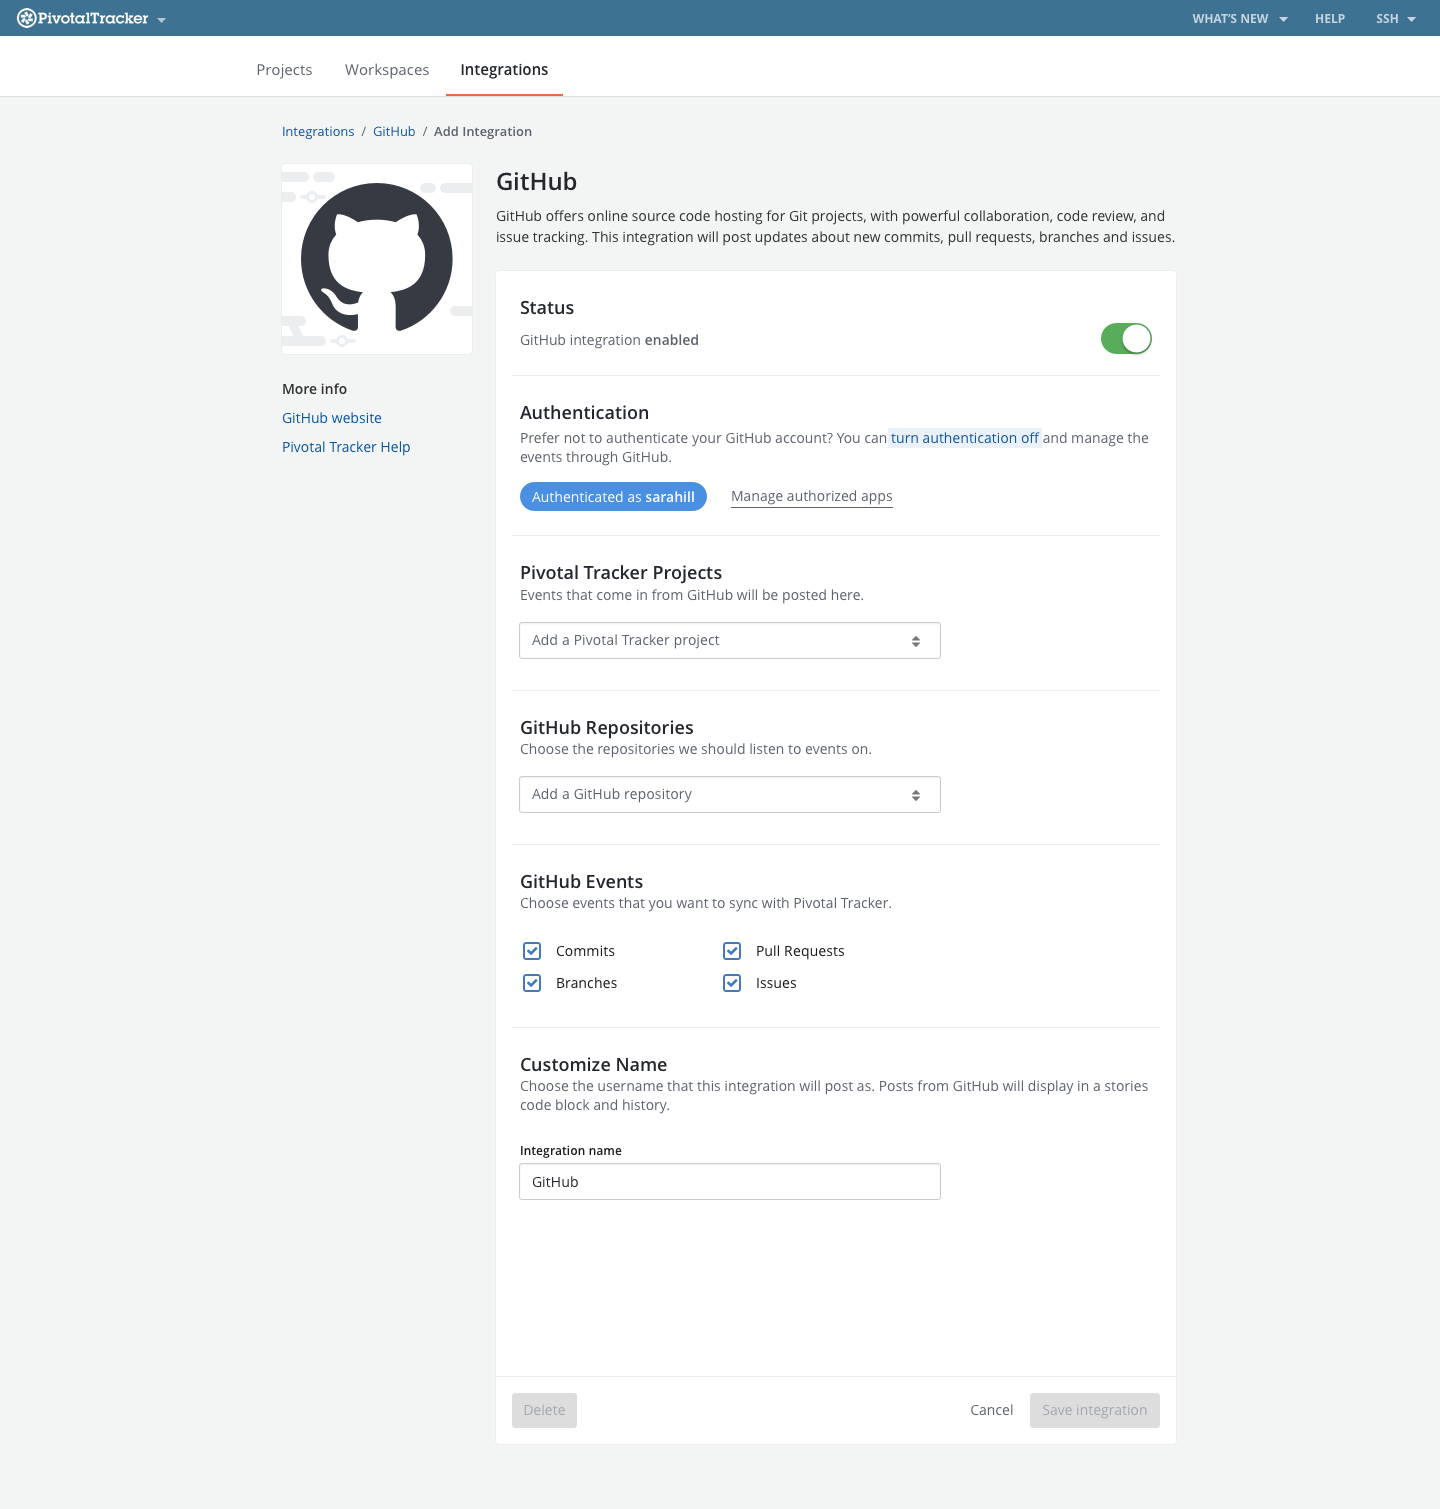 PivotalTracker
WHAT'S NEW
HELP
SSH
Projects
Workspaces
Integrations
Integrations / GitHub / Add Integration
GitHub
GitHub offers online source code hosting for Git projects, with powerful collaboration, code review, and
issue tracking. This integration will post updates about new commits, pull requests, branches and issues.
More info
GitHub website
Pivotal Tracker Help
Status
GitHub integration enabled
Authentication
Prefer not to authenticate your GitHub account? You can turn authentication off and manage the
events through GitHub.
Authenticated as sarahill
Manage authorized apps
Pivotal Tracker Projects
Events that come in from GitHub will be posted here.
Add a Pivotal Tracker project
GitHub Repositories
Choose the repositories we should listen to events on.
Add a GitHub repository
GitHub Events
Choose events that you want to sync with Pivotal Tracker.
Commits
Pull Requests
Branches
Issues
Customize Name
Choose the username that this integration will post as. Posts from GitHub will display in a stories
code block and history.
Integration name
GitHub
Delete
Cancel
Save integration